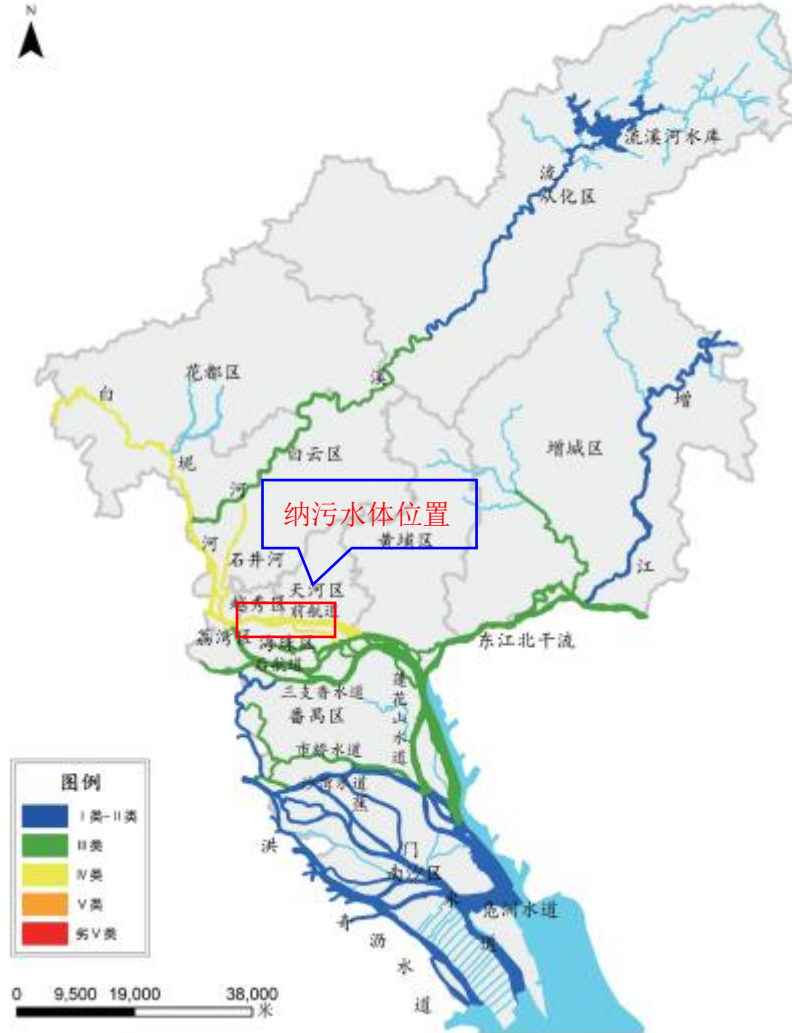 N
流溪河水库
流
从化区
花都区
白
溪
增
坭
白云区
增城区
河
纳污水体位置
黄埔区
河
石井河
江
天河区
越秀区
前航道
荔湾区
海珠区
东江北干流
后航道
莲花山水道
三支香水道
番禺区
市桥水道
图例
沙湾水道
I类-II类
蕉
III类
洪
门
IV类
南沙区
V类
水
凫洲水道
奇
劣V类
沥
道
水
0 9,500 19,000 38,000
米
道